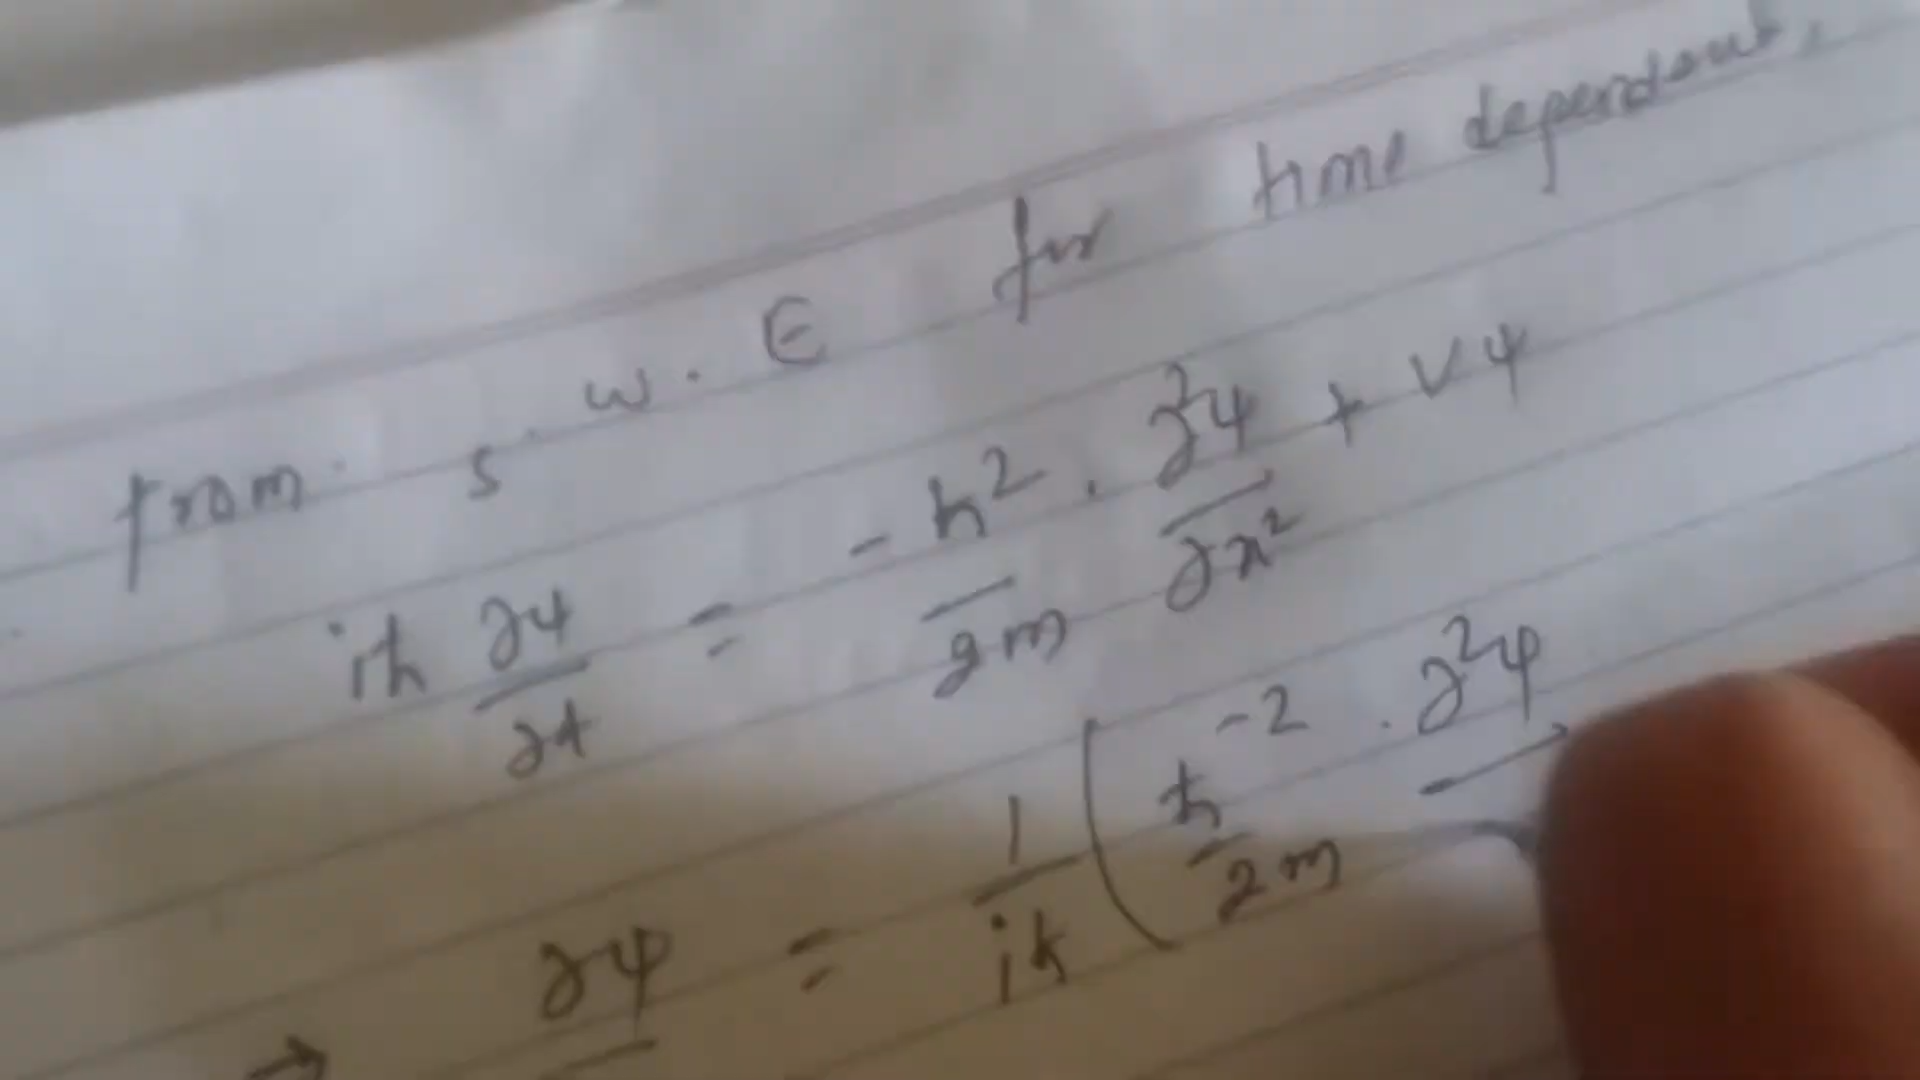 from S.W.E for time dependent,
iħ ∂ψ/∂t = -ħ²/2m . ∂²ψ/∂x² + Vψ
→ ∂ψ = 1/iħ ( ħ⁻²/2m . ∂²ψ